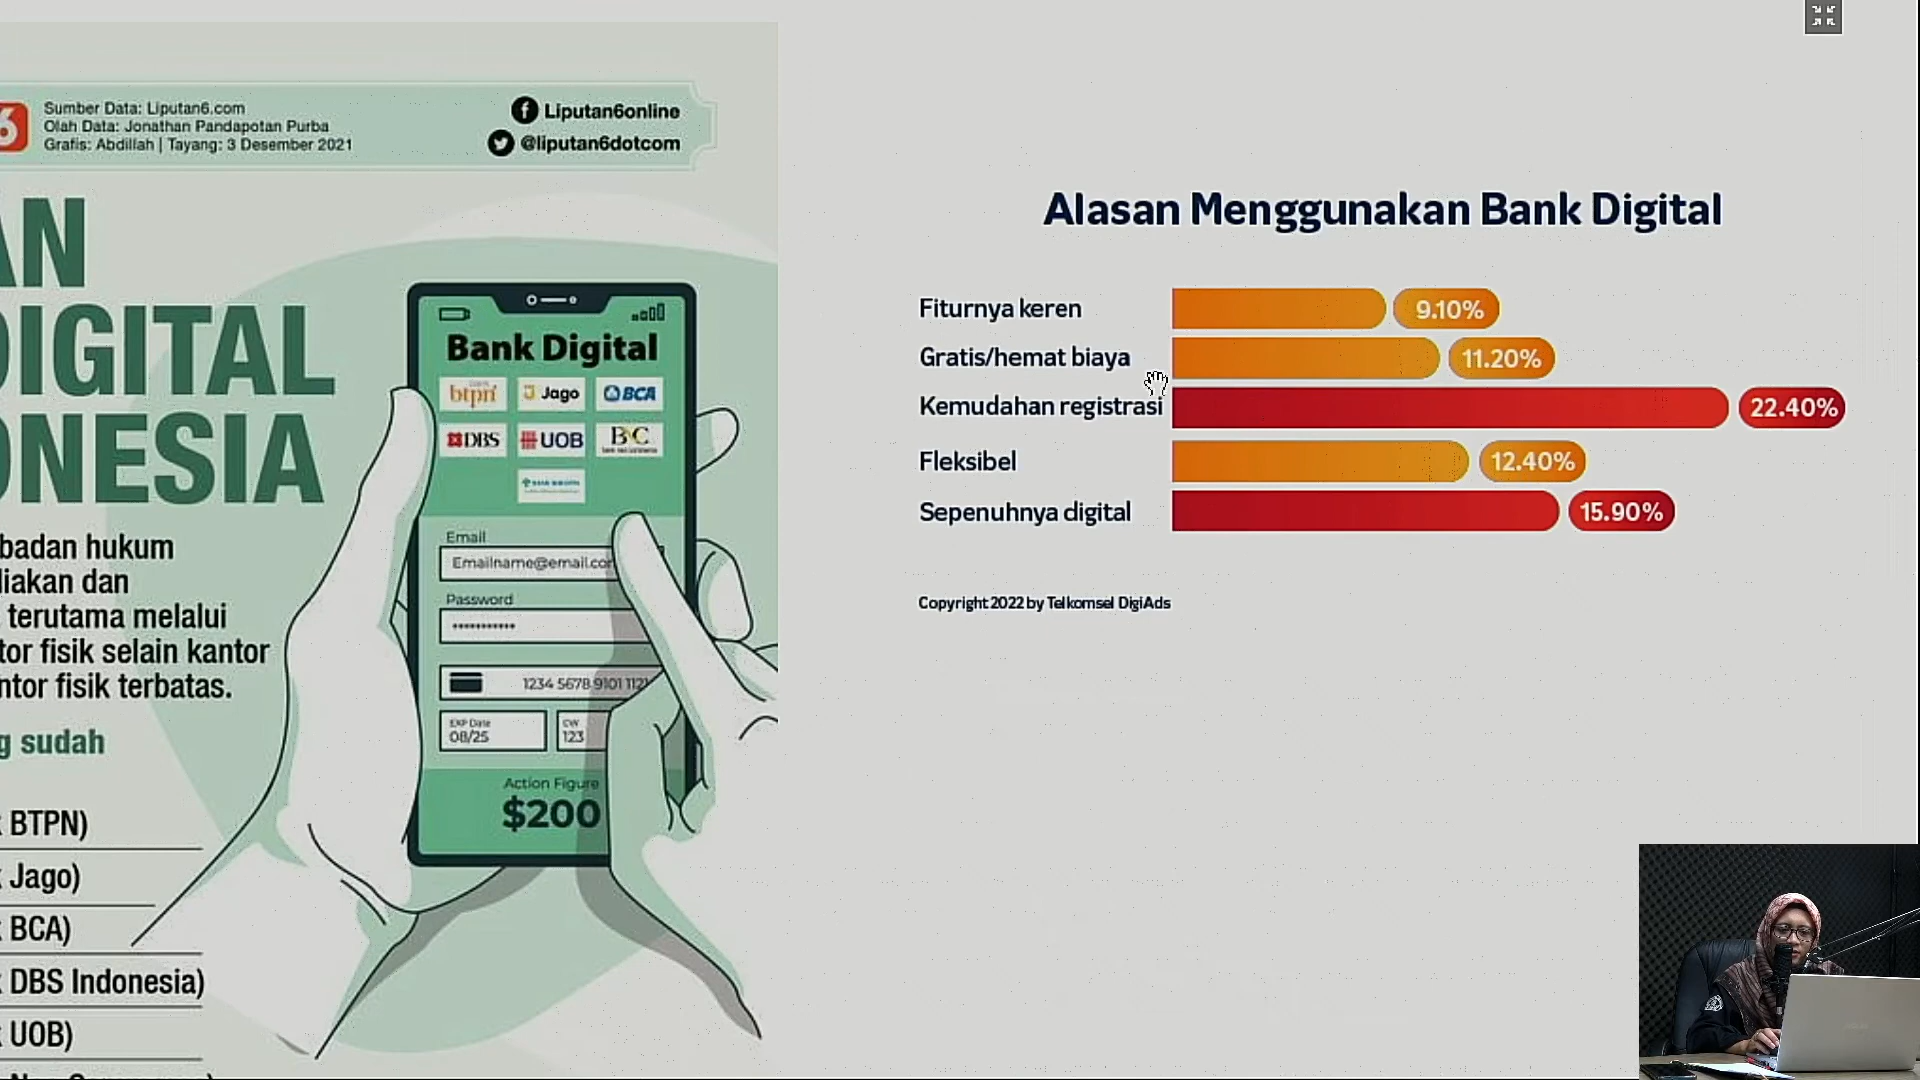 6
Sumber Data: Liputan6.com
Olah Data: Jonathan Pandapotan Purba
Grafis: Abdillah | Tayang: 3 Desember 2021
Liputan6online
@liputan6dotcom
AN
DIGITAL
ONESIA
badan hukum
liakan dan
terutama melalui
tor fisik selain kantor
ntor fisik terbatas.
g sudah
BTPN)
Jago)
BCA)
DBS Indonesia)
UOB)
Bank Digital
btpn
Jago
BCA
DBS
UOB
Email
Emailname@email.com
Password
***********
1234 5678 9101 1121
EXP Date
08/25
CVV
123
Action Figure
$200
Alasan Menggunakan Bank Digital
Fiturnya keren 9.10%
Gratis/hemat biaya 11.20%
Kemudahan registrasi 22.40%
Fleksibel 12.40%
Sepenuhnya digital 15.90%
Copyright 2022 by Telkomsel DigiAds